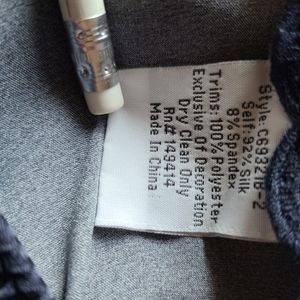 Style: C69321B-2
Self: 92% Silk
8% Spandex
Trims: 100% Polyester
Exclusive Of Decoration
Dry Clean Only
Rn# 149414
Made In China